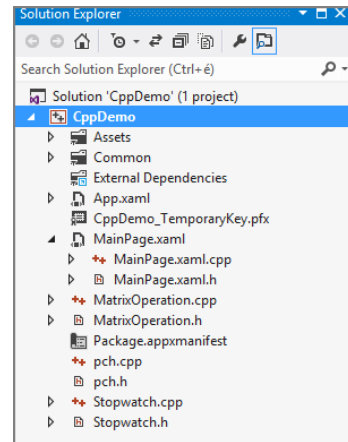 Solution Explorer
Search Solution Explorer (Ctrl+é)
Solution 'CppDemo' (1 project)
CppDemo
Assets
Common
External Dependencies
App.xaml
CppDemo_TemporaryKey.pfx
MainPage.xaml
MainPage.xaml.cpp
MainPage.xaml.h
MatrixOperation.cpp
MatrixOperation.h
Package.appxmanifest
pch.cpp
pch.h
Stopwatch.cpp
Stopwatch.h